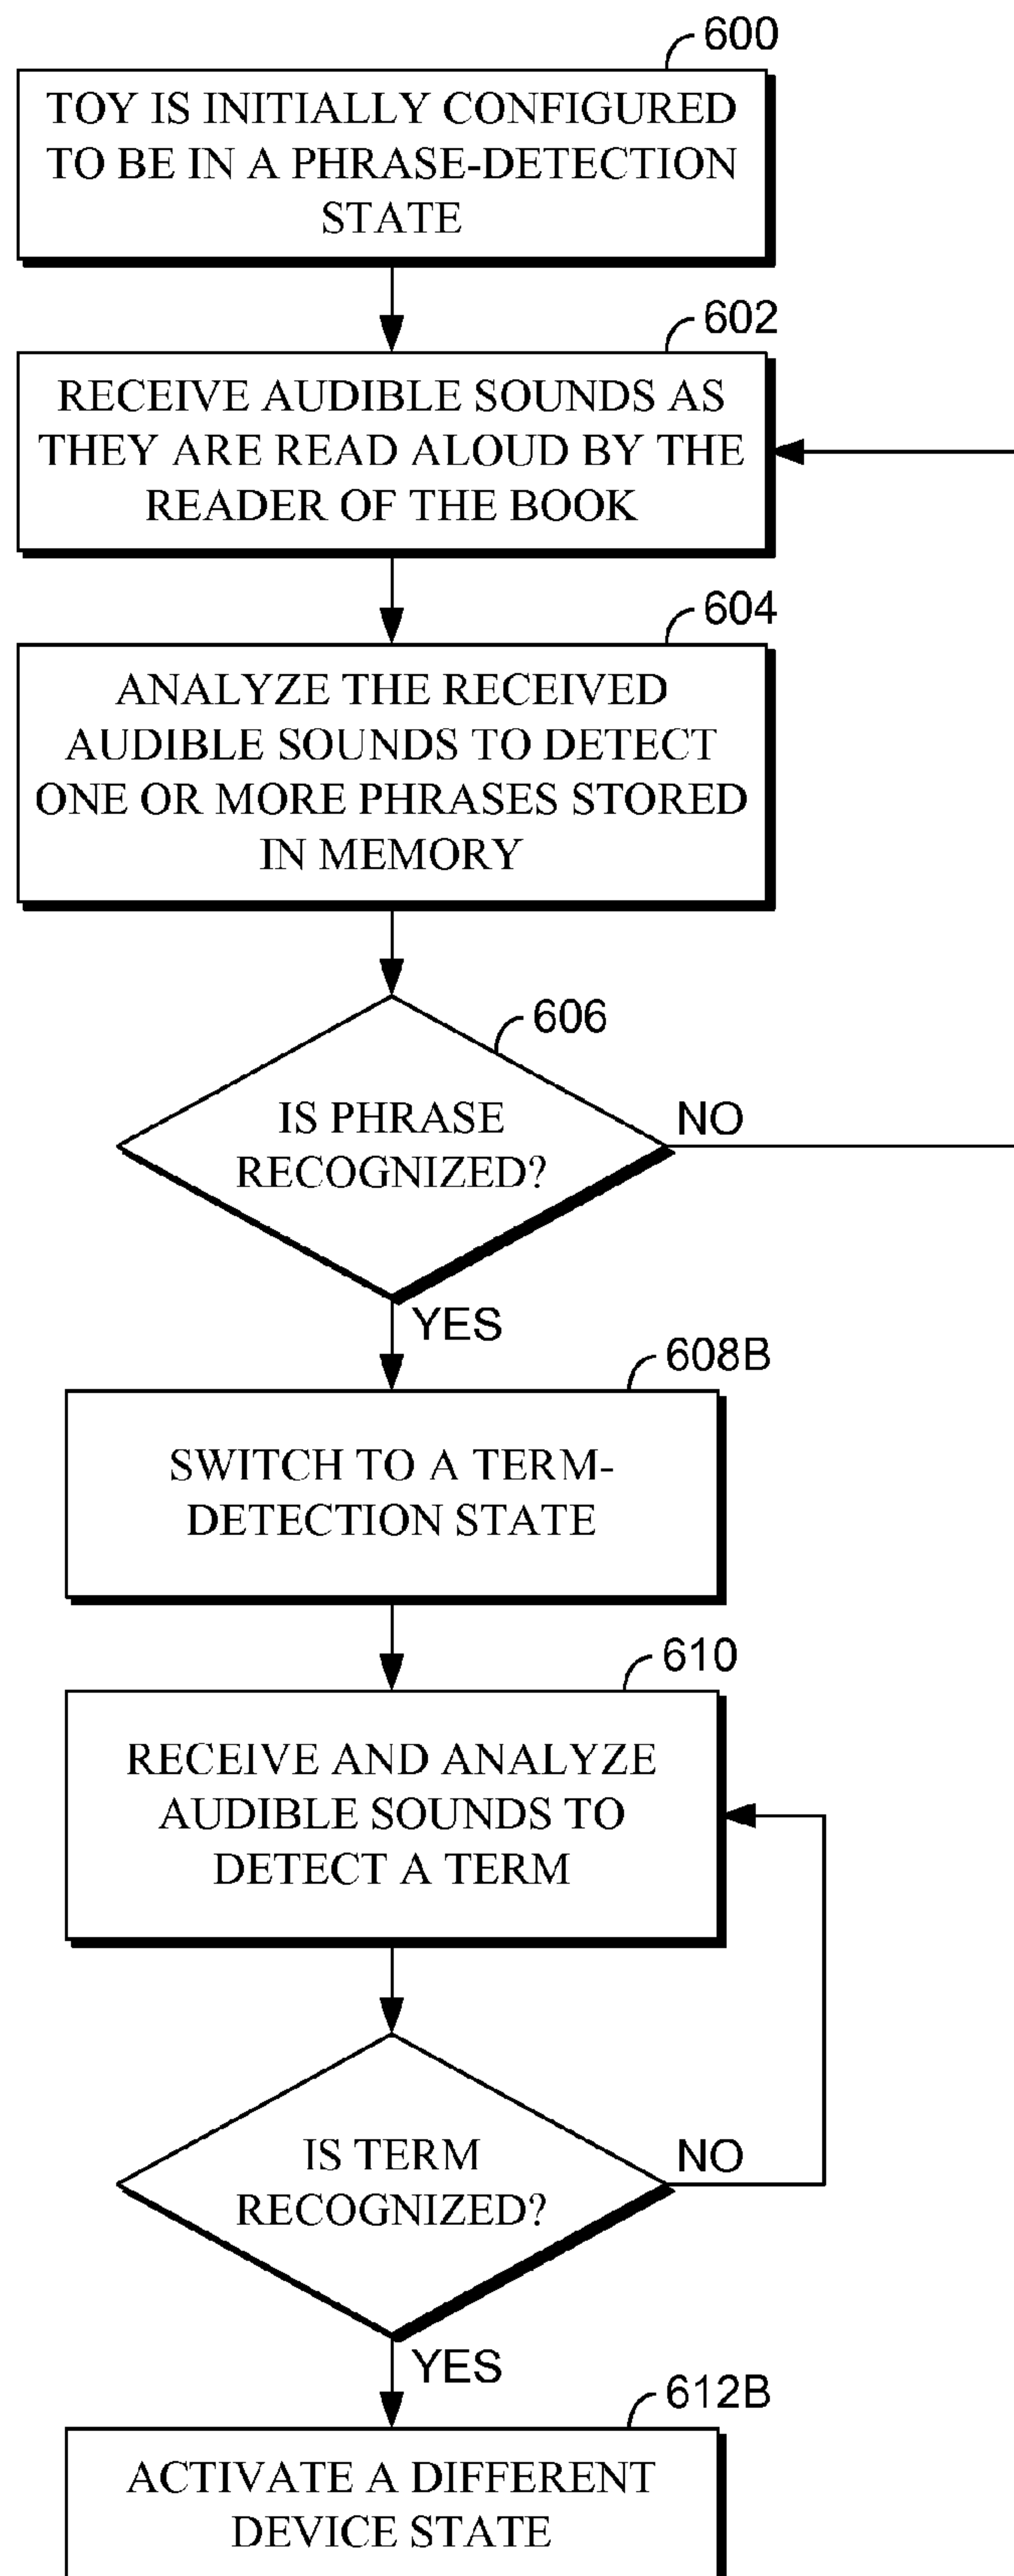 600
TOY IS INITIALLY CONFIGURED
TO BE IN A PHRASE-DETECTION
STATE
602
RECEIVE AUDIBLE SOUNDS AS
THEY ARE READ ALOUD BY THE
READER OF THE BOOK
604
ANALYZE THE RECEIVED
AUDIBLE SOUNDS TO DETECT
ONE OR MORE PHRASES STORED
IN MEMORY
606
IS PHRASE
RECOGNIZED?
NO
YES
608B
SWITCH TO A TERM-
DETECTION STATE
610
RECEIVE AND ANALYZE
AUDIBLE SOUNDS TO
DETECT A TERM
IS TERM
RECOGNIZED?
NO
YES
612B
ACTIVATE A DIFFERENT
DEVICE STATE